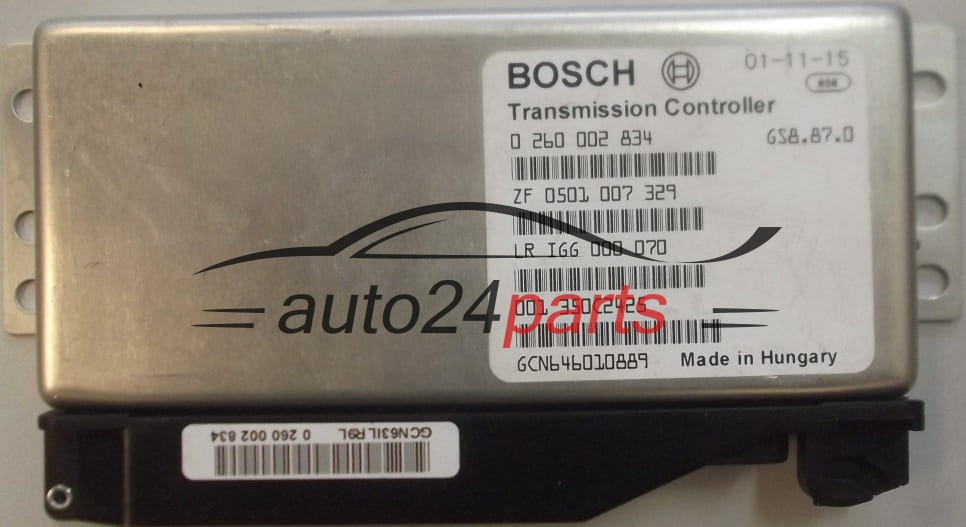 BOSCH 01-11-15
Transmission Controller
0 260 002 834 GS8.87.0
ZF 0501 007 329
LR IGG 000 070
GCN646010889 Made in Hungary
auto24parts
GCN63ILR9L 0 260 002 834